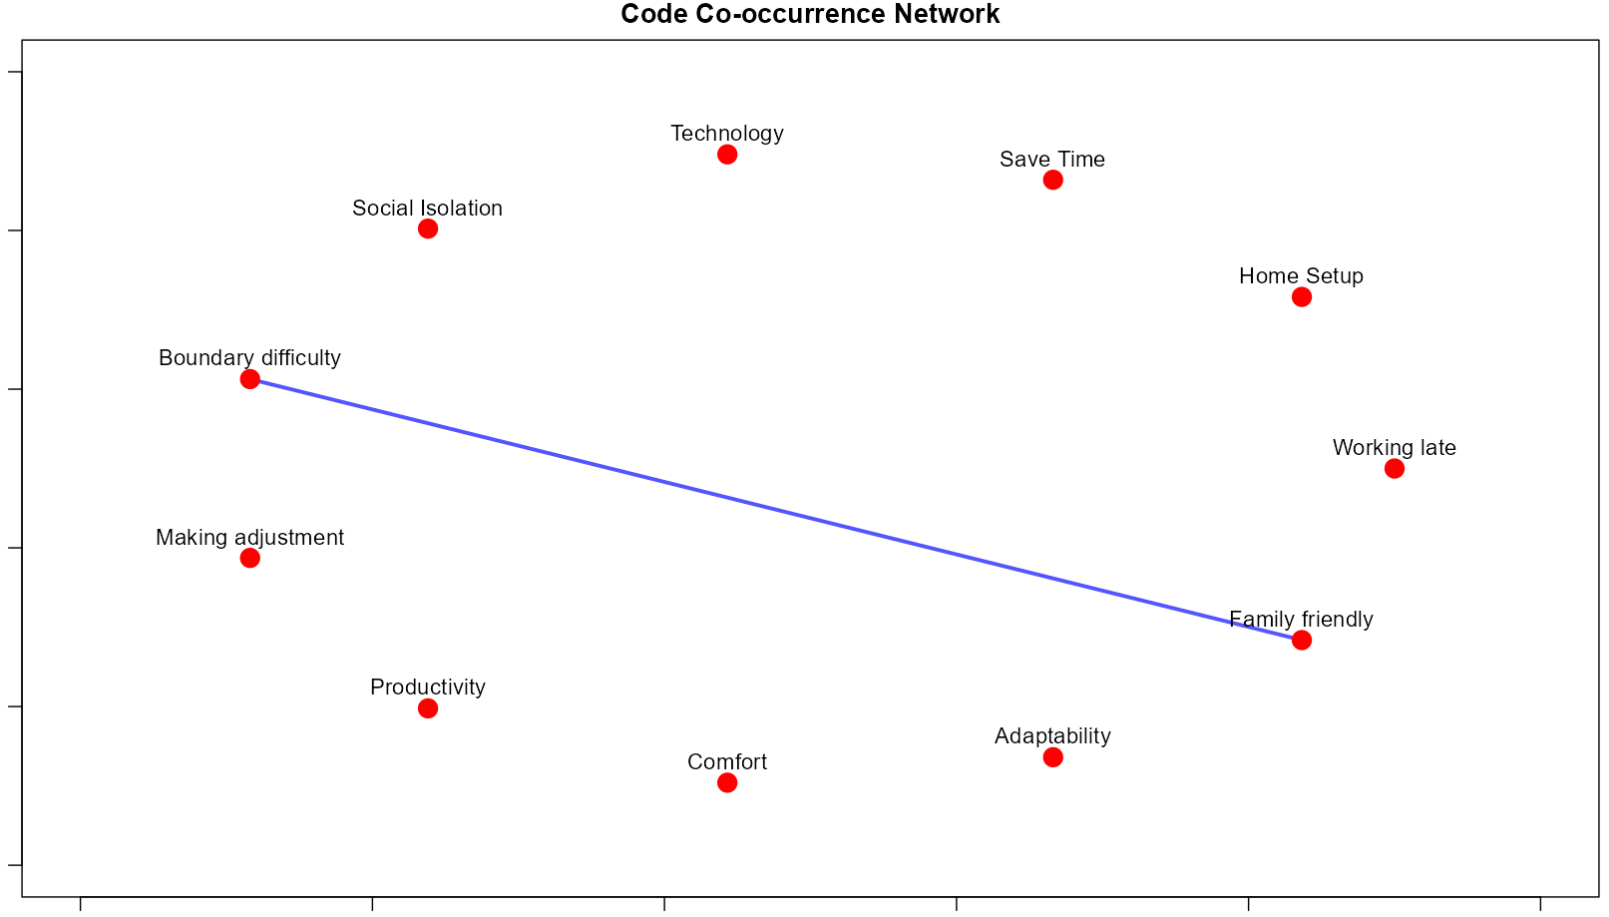 Code Co-occurrence Network
Technology
Save Time
Social Isolation
Home Setup
Boundary difficulty
Working late
Making adjustment
Family friendly
Productivity
Adaptability
Comfort